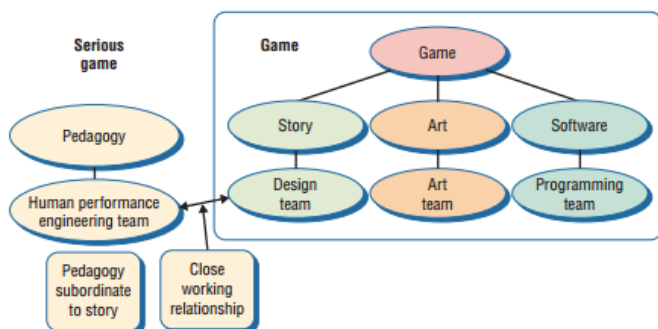 Serious
game
Game
Game
Pedagogy
Story
Art
Software
Human performance
engineering team
Design
team
Art
team
Programming
team
Pedagogy
subordinate
to story
Close
working
relationship